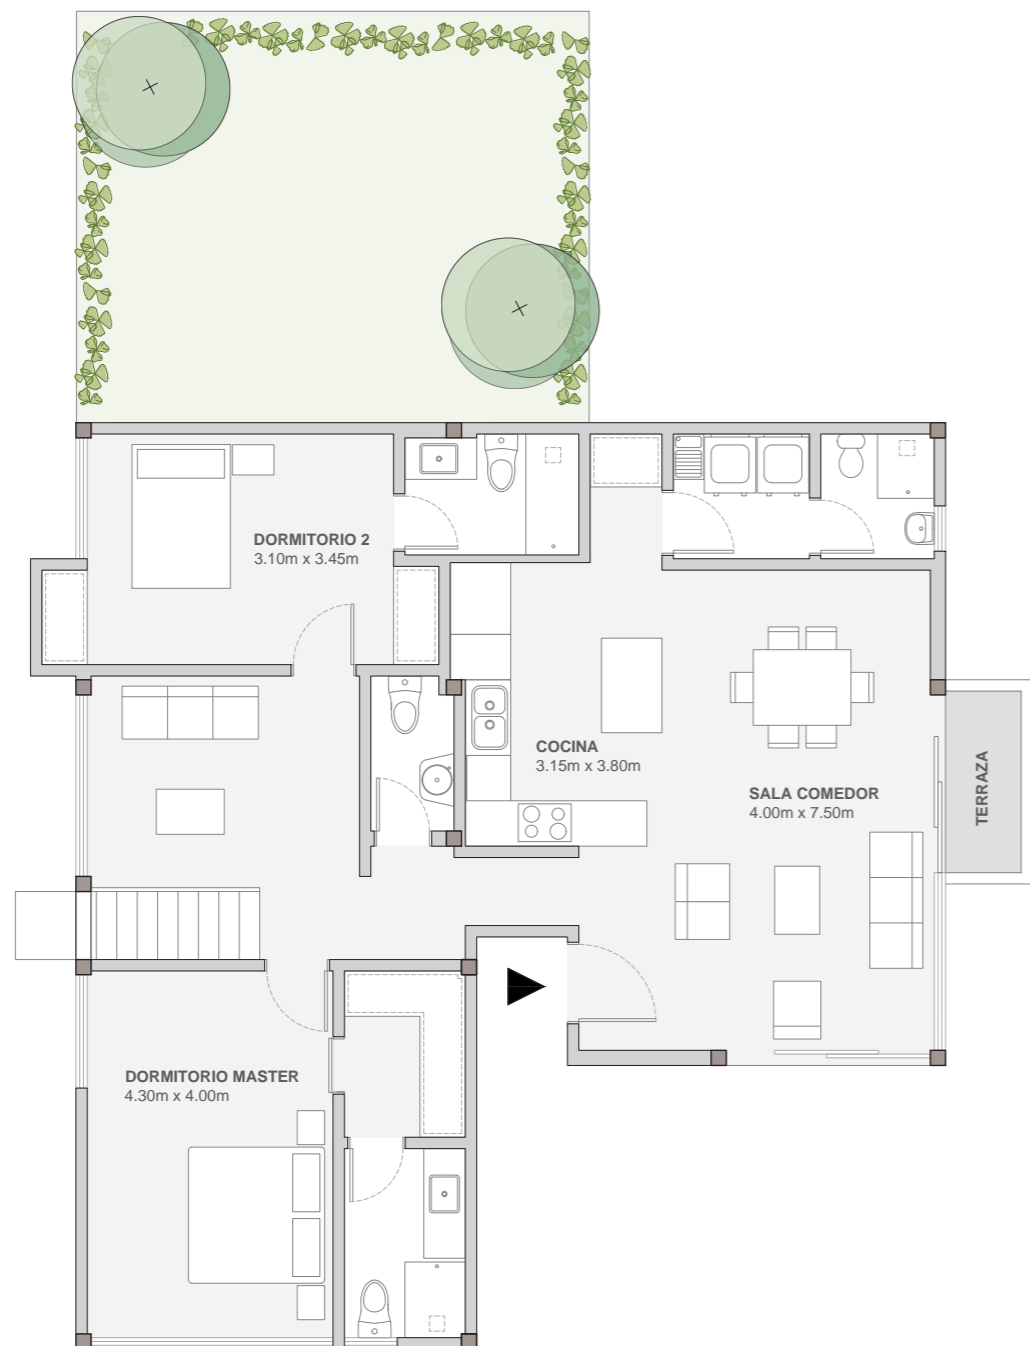 DORMITORIO 2
3.10m x 3.45m
COCINA
3.15m x 3.80m
SALA COMEDOR
4.00m x 7.50m
TERRAZA
DORMITORIO MASTER
4.30m x 4.00m